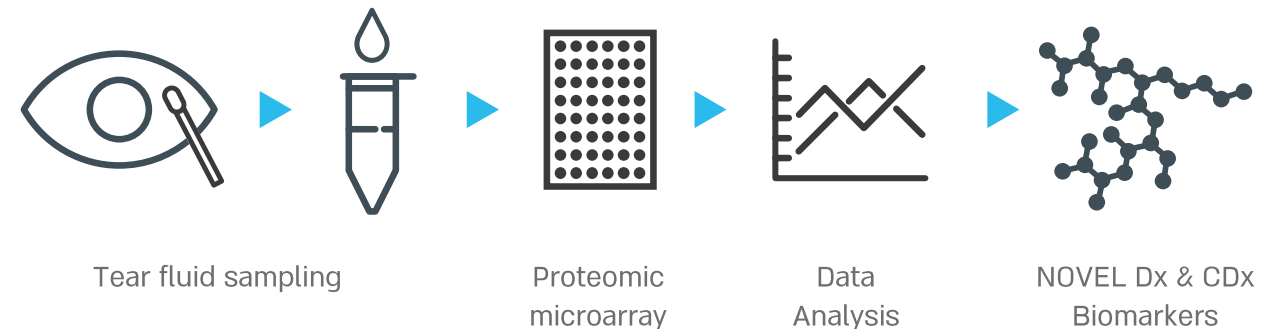 Tear fluid sampling
Proteomic
microarray
Data
Analysis
NOVEL Dx & CDx
Biomarkers